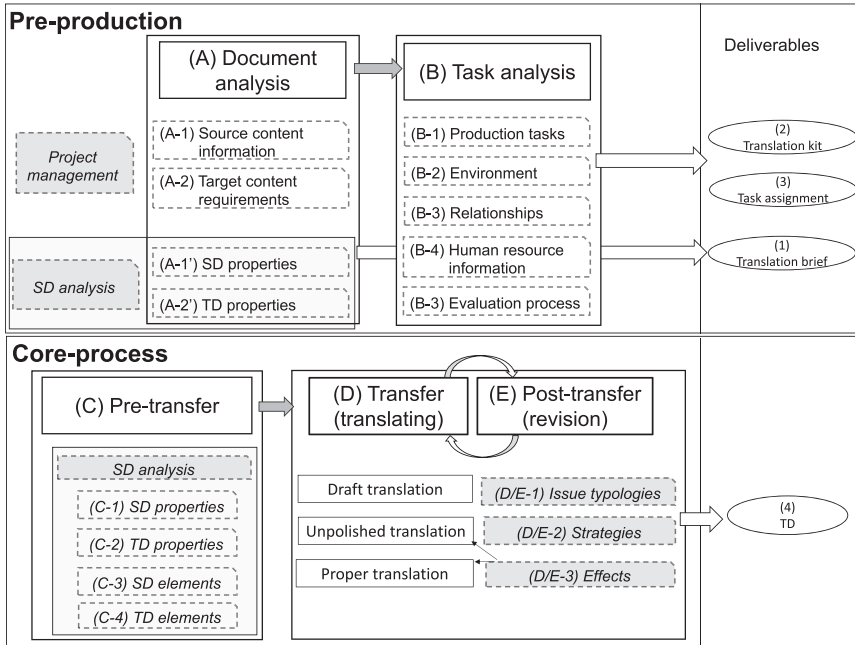 Pre-production
Deliverables
(A) Document
analysis
(B) Task analysis
Project
management
(A-1) Source content
information
(A-2) Target content
requirements
(B-1) Production tasks
(B-2) Environment
(B-3) Relationships
(B-4) Human resource
information
(B-3) Evaluation process
(2)
Translation kit
(3)
Task assignment
(1)
Translation brief
SD analysis
(A-1’) SD properties
(A-2’) TD properties
Core-process
(C) Pre-transfer
(D) Transfer
(translating)
(E) Post-transfer
(revision)
SD analysis
(C-1) SD properties
(C-2) TD properties
(C-3) SD elements
(C-4) TD elements
Draft translation
(D/E-1) Issue typologies
Unpolished translation
(D/E-2) Strategies
Proper translation
(D/E-3) Effects
(4)
TD